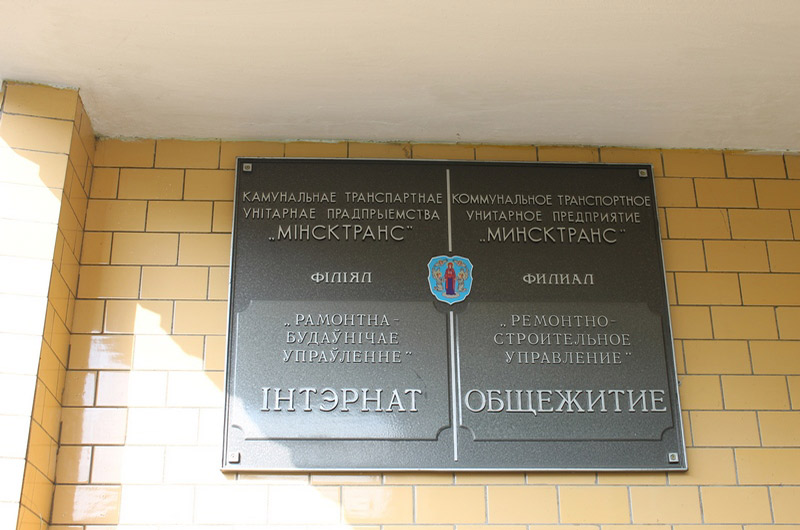 КАМУНАЛЬНАЕ ТРАНСПАРТНАЕ
УНІТАРНАЕ ПРАДПРЫЕМСТВА
„МІНСКТРАНС"
ФІЛІЯЛ
„РАМОНТНА-
БУДАЎНІЧАЕ
УПРАЎЛЕННЕ"
ІНТЭРНАТ
КОММУНАЛЬНОЕ ТРАНСПОРТНОЕ
УНИТАРНОЕ ПРЕДПРИЯТИЕ
„МИНСКТРАНС"
ФИЛИАЛ
„РЕМОНТНО-
СТРОИТЕЛЬНОЕ
УПРАВЛЕНИЕ"
ОБЩЕЖИТИЕ